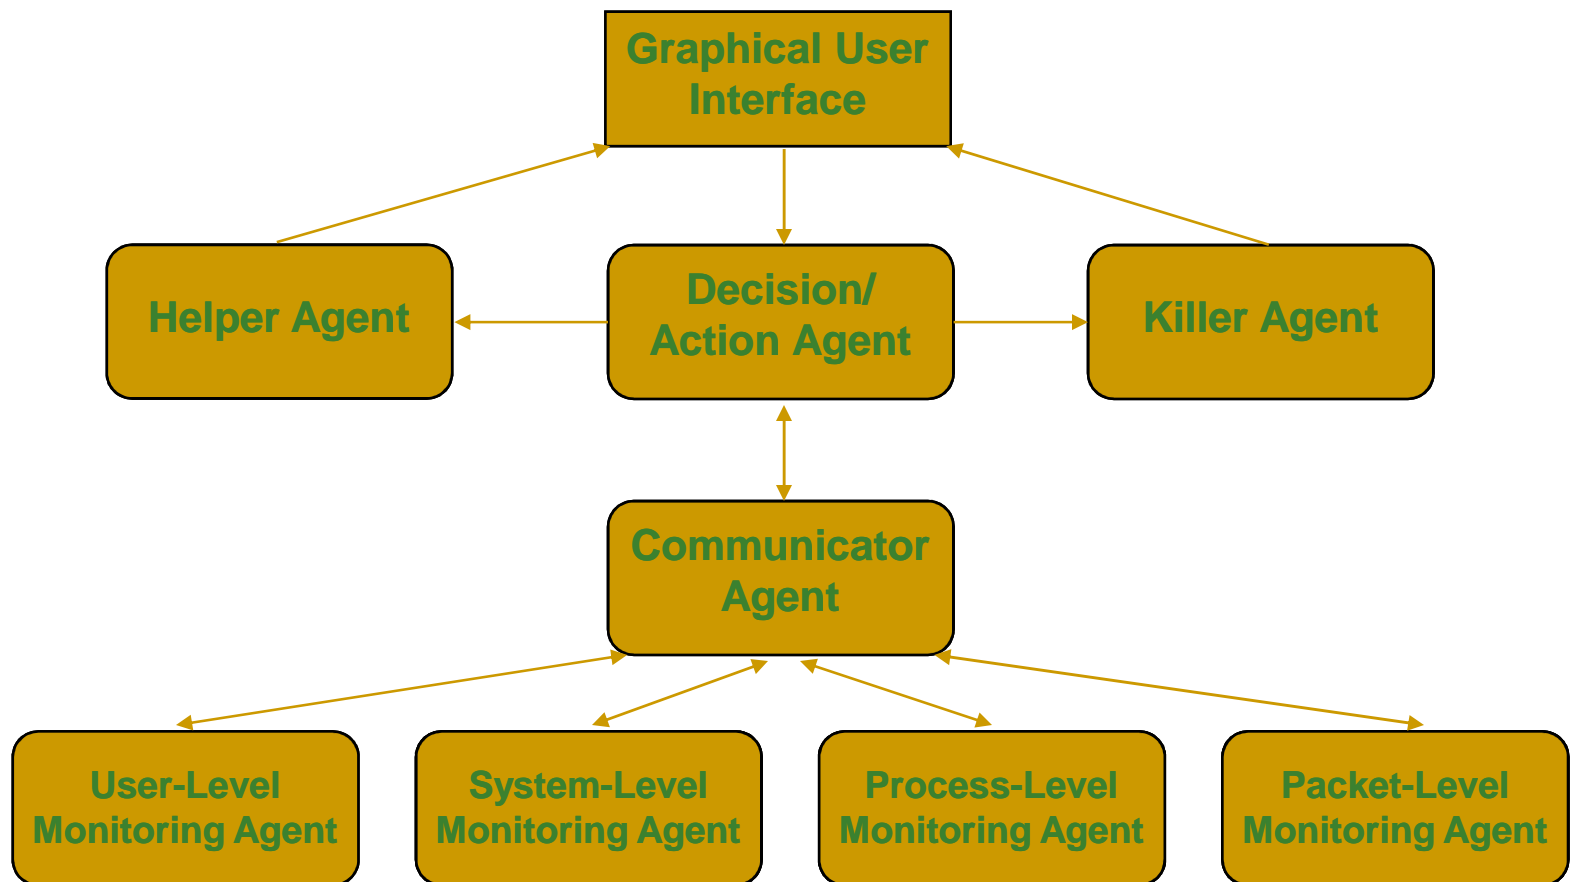 Graphical User
Interface
Helper Agent
Decision/
Action Agent
Killer Agent
Communicator
Agent
User-Level
Monitoring Agent
System-Level
Monitoring Agent
Process-Level
Monitoring Agent
Packet-Level
Monitoring Agent